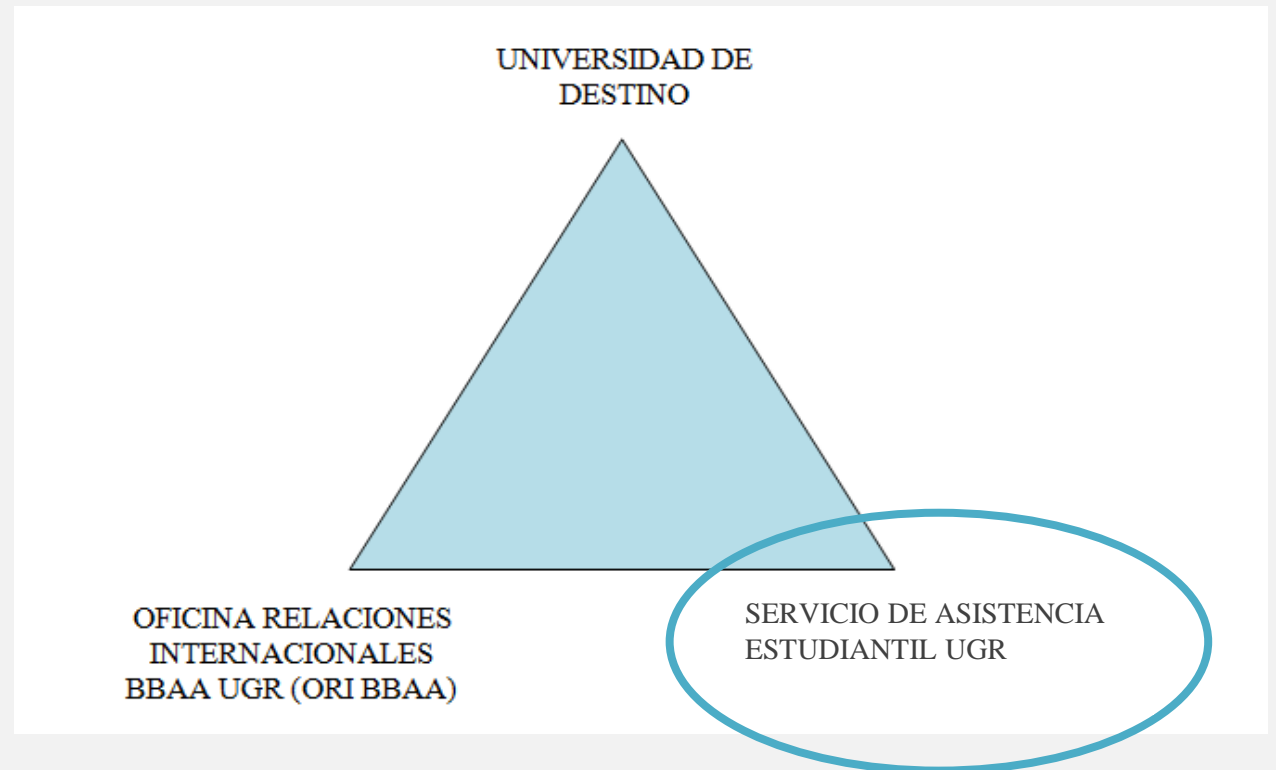 UNIVERSIDAD DE
DESTINO
OFICINA RELACIONES
INTERNACIONALES
BBAA UGR (ORI BBAA)
SERVICIO DE ASISTENCIA
ESTUDIANTIL UGR